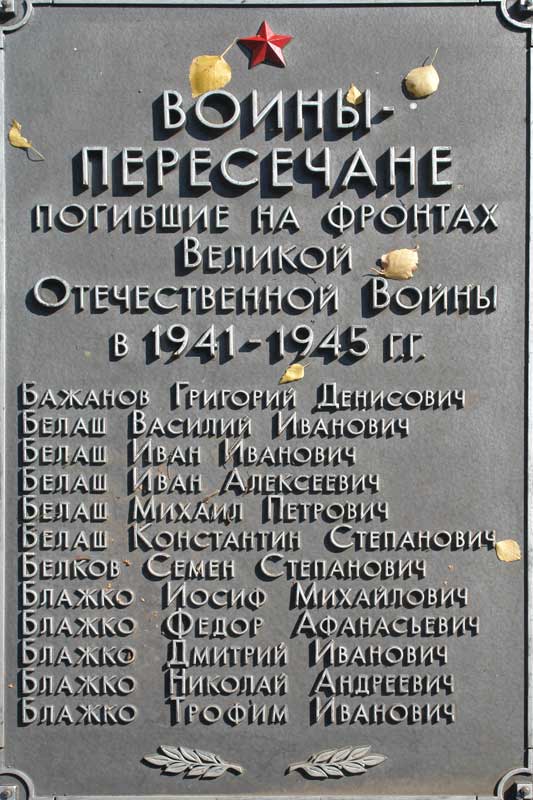 Воины-
Пересечане
погибшие на фронтах
Великой
Отечественной Войны
в 1941-1945 г.г.
Бажанов Григорий Денисович
Белаш Василий Иванович
Белаш Иван Иванович
Белаш Иван Алексеевич
Белаш Михаил Петрович
Белаш Константин Степанович
Белков Семен Степанович
Блажко Иосиф Михайлович
Блажко Федор Афанасьевич
Блажко Дмитрий Иванович
Блажко Николай Андреевич
Блажко Трофим Иванович